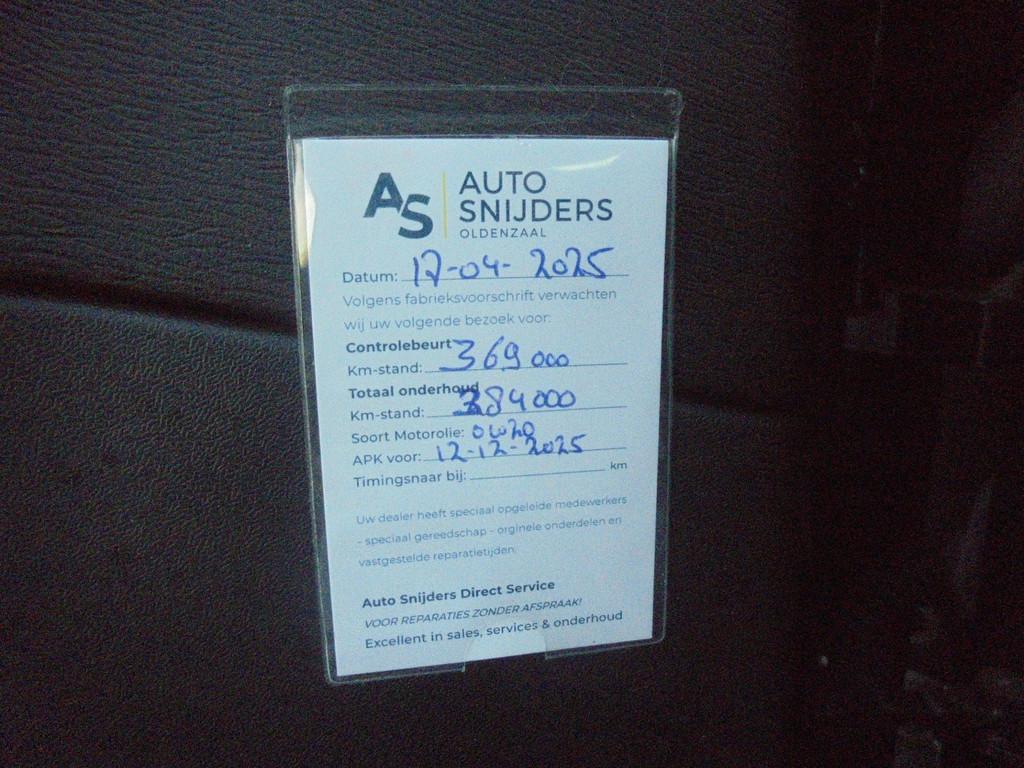 AS AUTO
SNIJDERS
OLDENZAAL
Datum: 17-04-2025
Volgens fabrieksvoorschrift verwachten
wij uw volgende bezoek voor:
Controlebeurt
Km-stand: 369 000
Totaal onderhoud
Km-stand: 384000
Soort Motorolie: 0W20
APK voor: 12-12-2025
Timingsnaar bij: km
Uw dealer heeft speciaal opgeleide medewerkers
- speciaal gereedschap - orginele onderdelen en
vastgestelde reparatietijden.
Auto Snijders Direct Service
VOOR REPARATIES ZONDER AFSPRAAK!
Excellent in sales, services & onderhoud